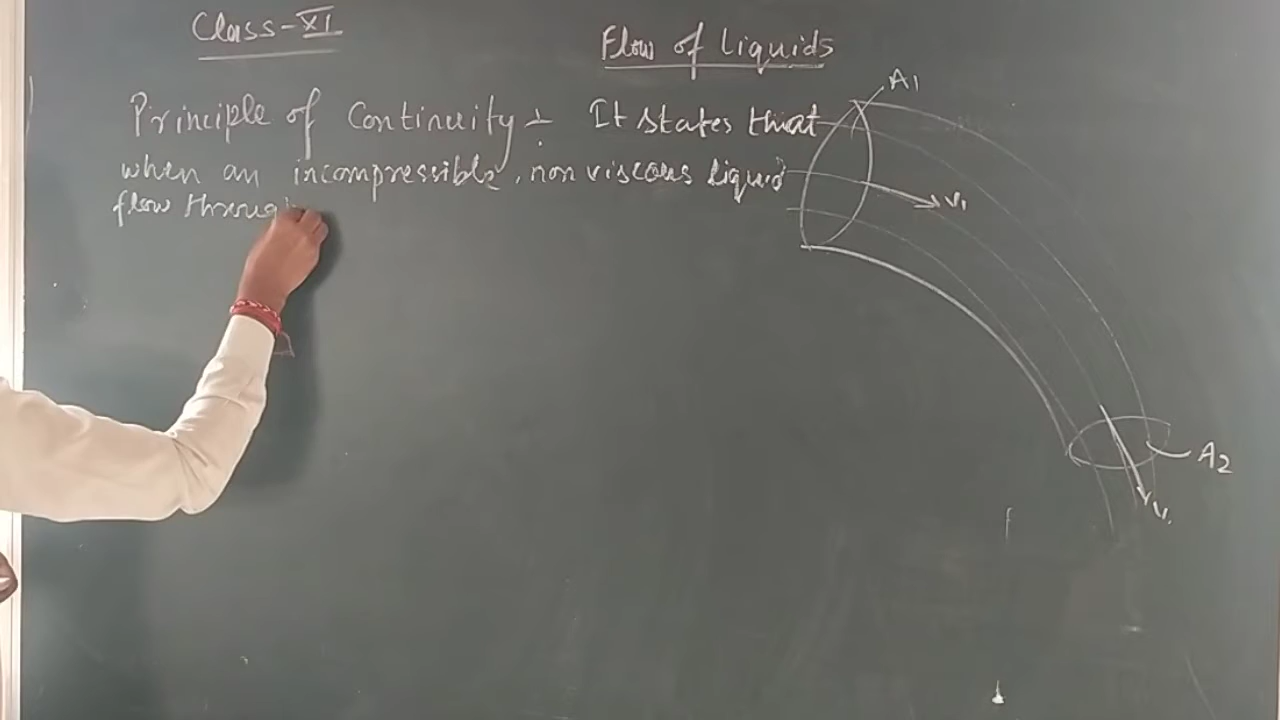 Class-XI
Flow of Liquids
Principle of Continuity :- It states that
when an incompressible, non viscous liquid
flow through
A1
V1
A2
V